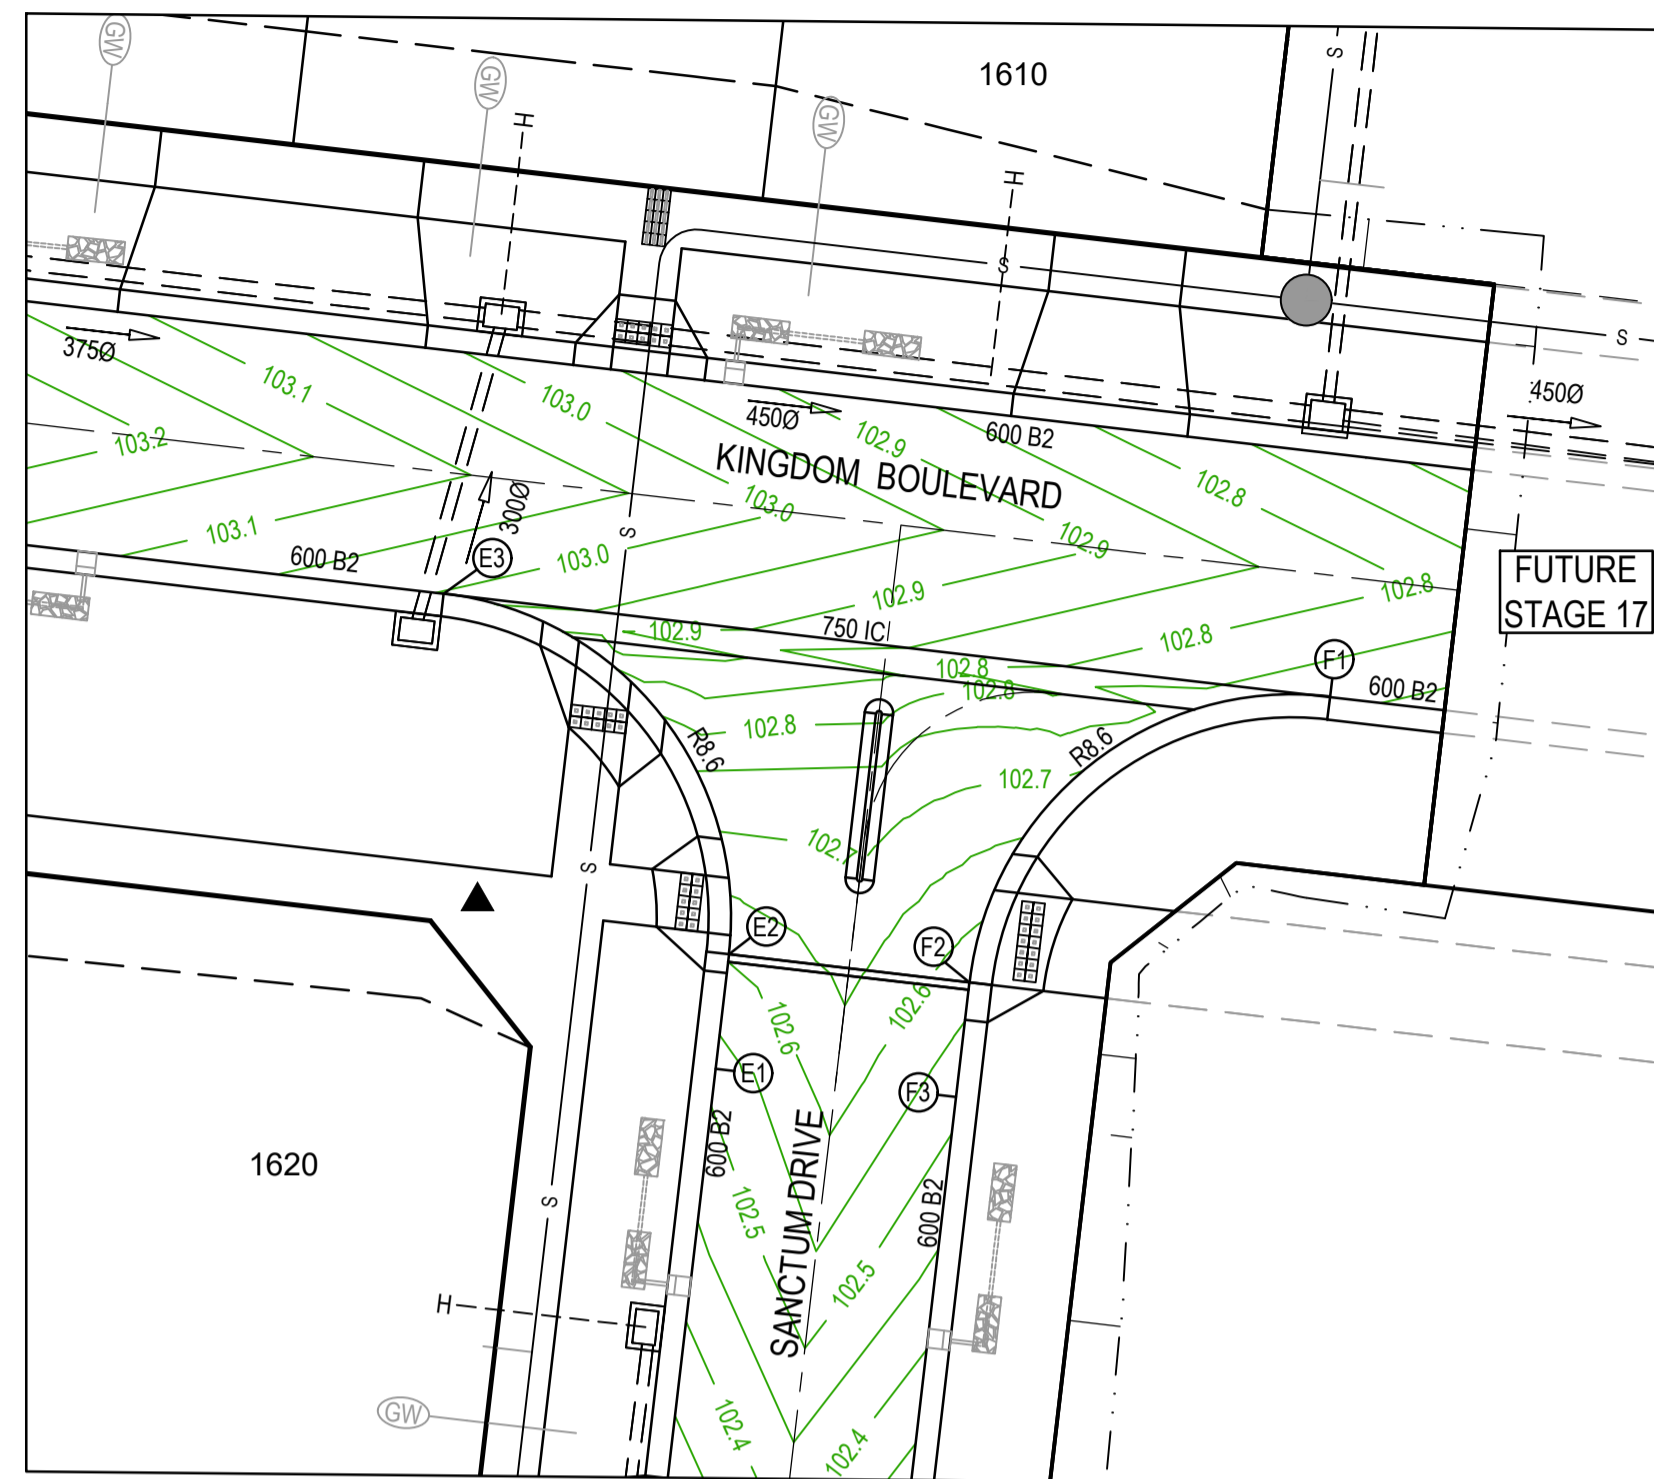 GW
GW
GW
1610
S
H
H
S
S
375Ø
103.1
103.0
450Ø
102.9
600 B2
450Ø
103.2
KINGDOM BOULEVARD
102.8
103.1
300Ø
103.0
102.9
S
600 B2
E3
103.0
102.9
102.8
FUTURE
STAGE 17
102.9
750 IC
102.8
F1
102.8
102.8
600 B2
102.8
R8.6
R8.6
102.7
102.7
S
E2
F2
102.6
102.6
E1
F3
600 B2
SANCTUM DRIVE
1620
S
102.5
600 B2
102.5
H
GW
102.4
102.4